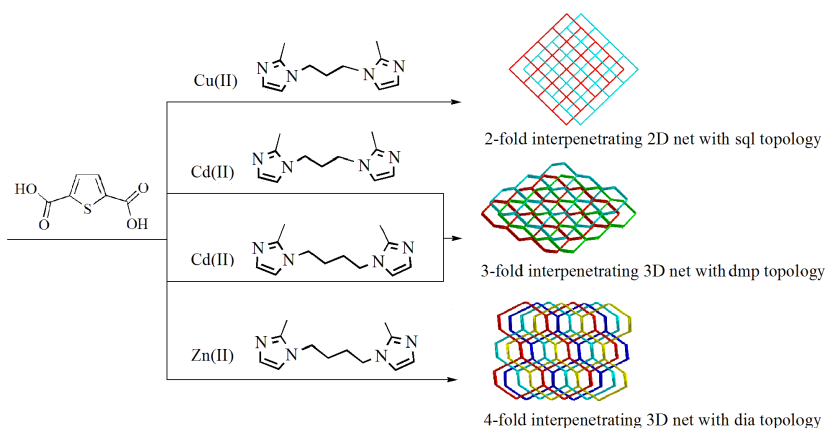 N
N
N
N
Cu(II)
2-fold interpenetrating 2D net with sql topology
N
N
N
N
Cd(II)
HO
O
O
S
OH
N
N
N
N
Cd(II)
3-fold interpenetrating 3D net with dmp topology
N
N
N
N
Zn(II)
4-fold interpenetrating 3D net with dia topology